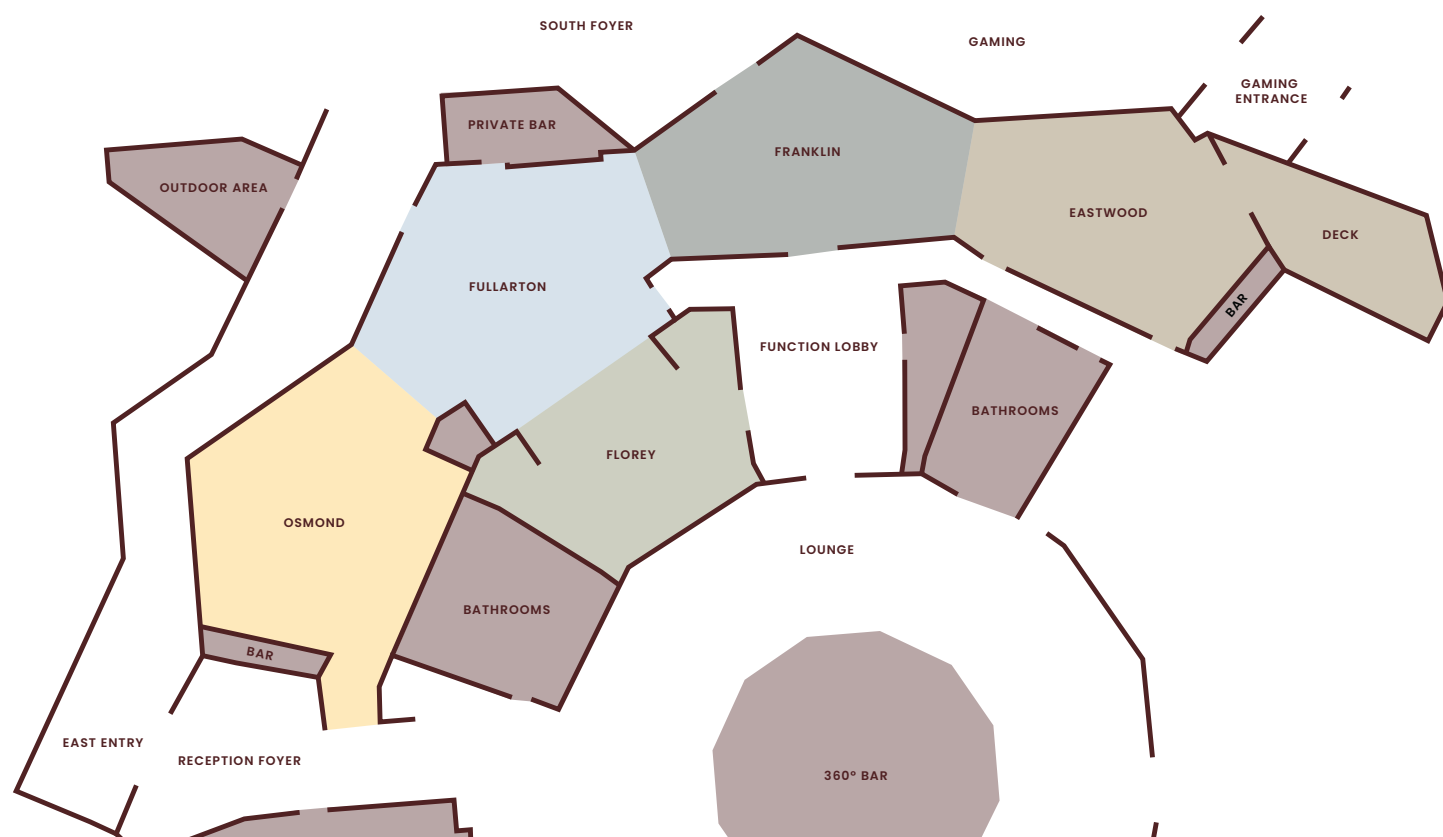 SOUTH FOYER
GAMING
GAMING
ENTRANCE
PRIVATE BAR
FRANKLIN
OUTDOOR AREA
EASTWOOD
DECK
FULLARTON
BAR
FUNCTION LOBBY
BATHROOMS
FLOREY
OSMOND
LOUNGE
BATHROOMS
BAR
EAST ENTRY
RECEPTION FOYER
360° BAR